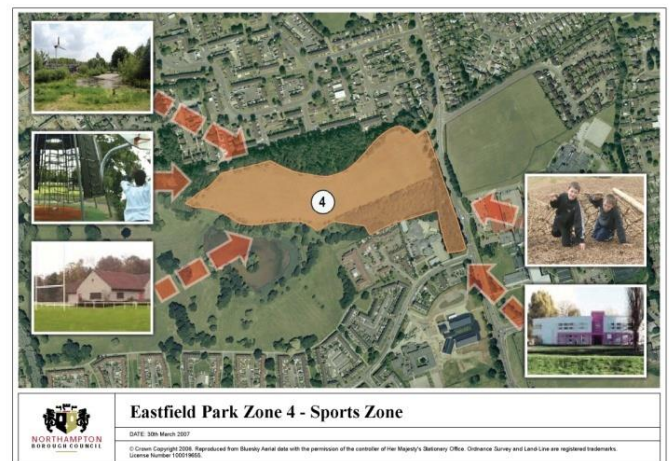 4
Eastfield Park Zone 4 - Sports Zone
NORTHAMPTON
BOROUGH COUNCIL
DATE: 30th March 2007
© Crown Copyright 2006. Reproduced from Bluesky Aerial data with the permission of the controller of Her Majesty's Stationery Office. Ordnance Survey and Land-Line are registered trademarks.
License Number 100019655.